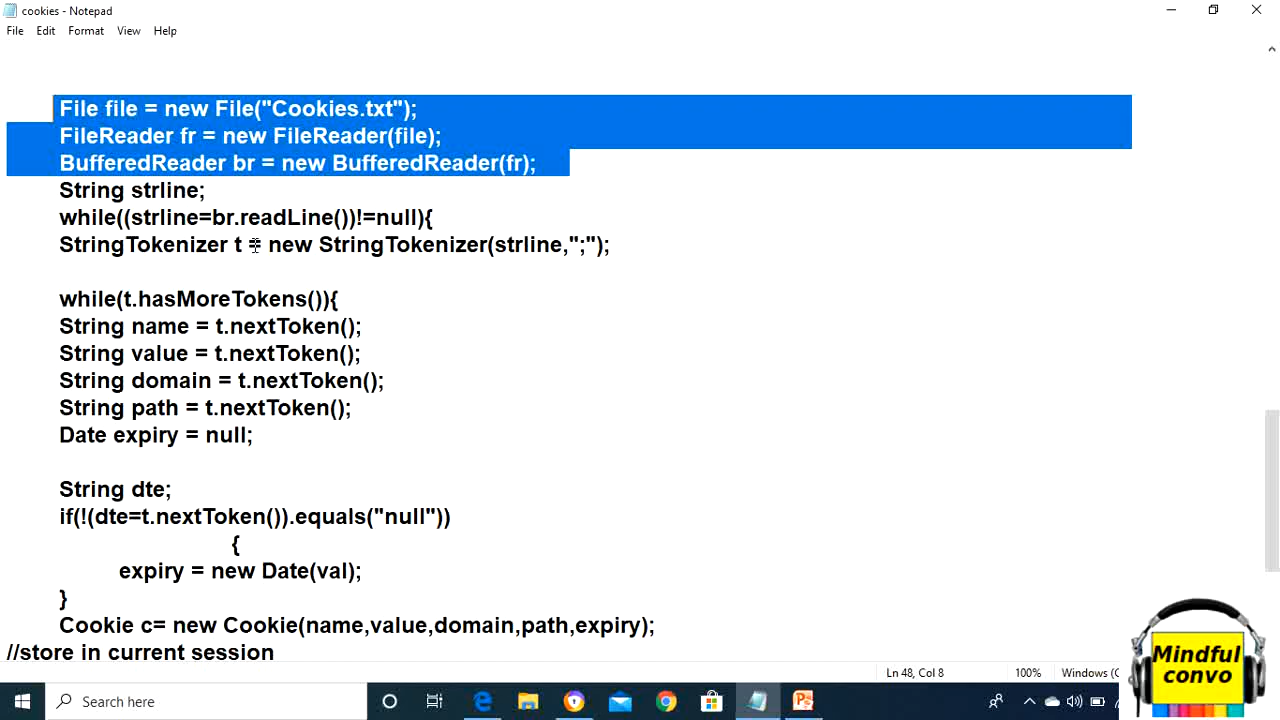 cookies - Notepad
File Edit Format View Help
File file = new File("Cookies.txt");
FileReader fr = new FileReader(file);
BufferedReader br = new BufferedReader(fr);
String strline;
while((strline=br.readLine())!=null){
StringTokenizer t = new StringTokenizer(strline,";");
while(t.hasMoreTokens()){
String name = t.nextToken();
String value = t.nextToken();
String domain = t.nextToken();
String path = t.nextToken();
Date expiry = null;
String dte;
if(!(dte=t.nextToken()).equals("null"))
{
expiry = new Date(val);
}
Cookie c= new Cookie(name,value,domain,path,expiry);
//store in current session
Ln 48, Col 8 100% Windows (C
Search here
Mindful
convo